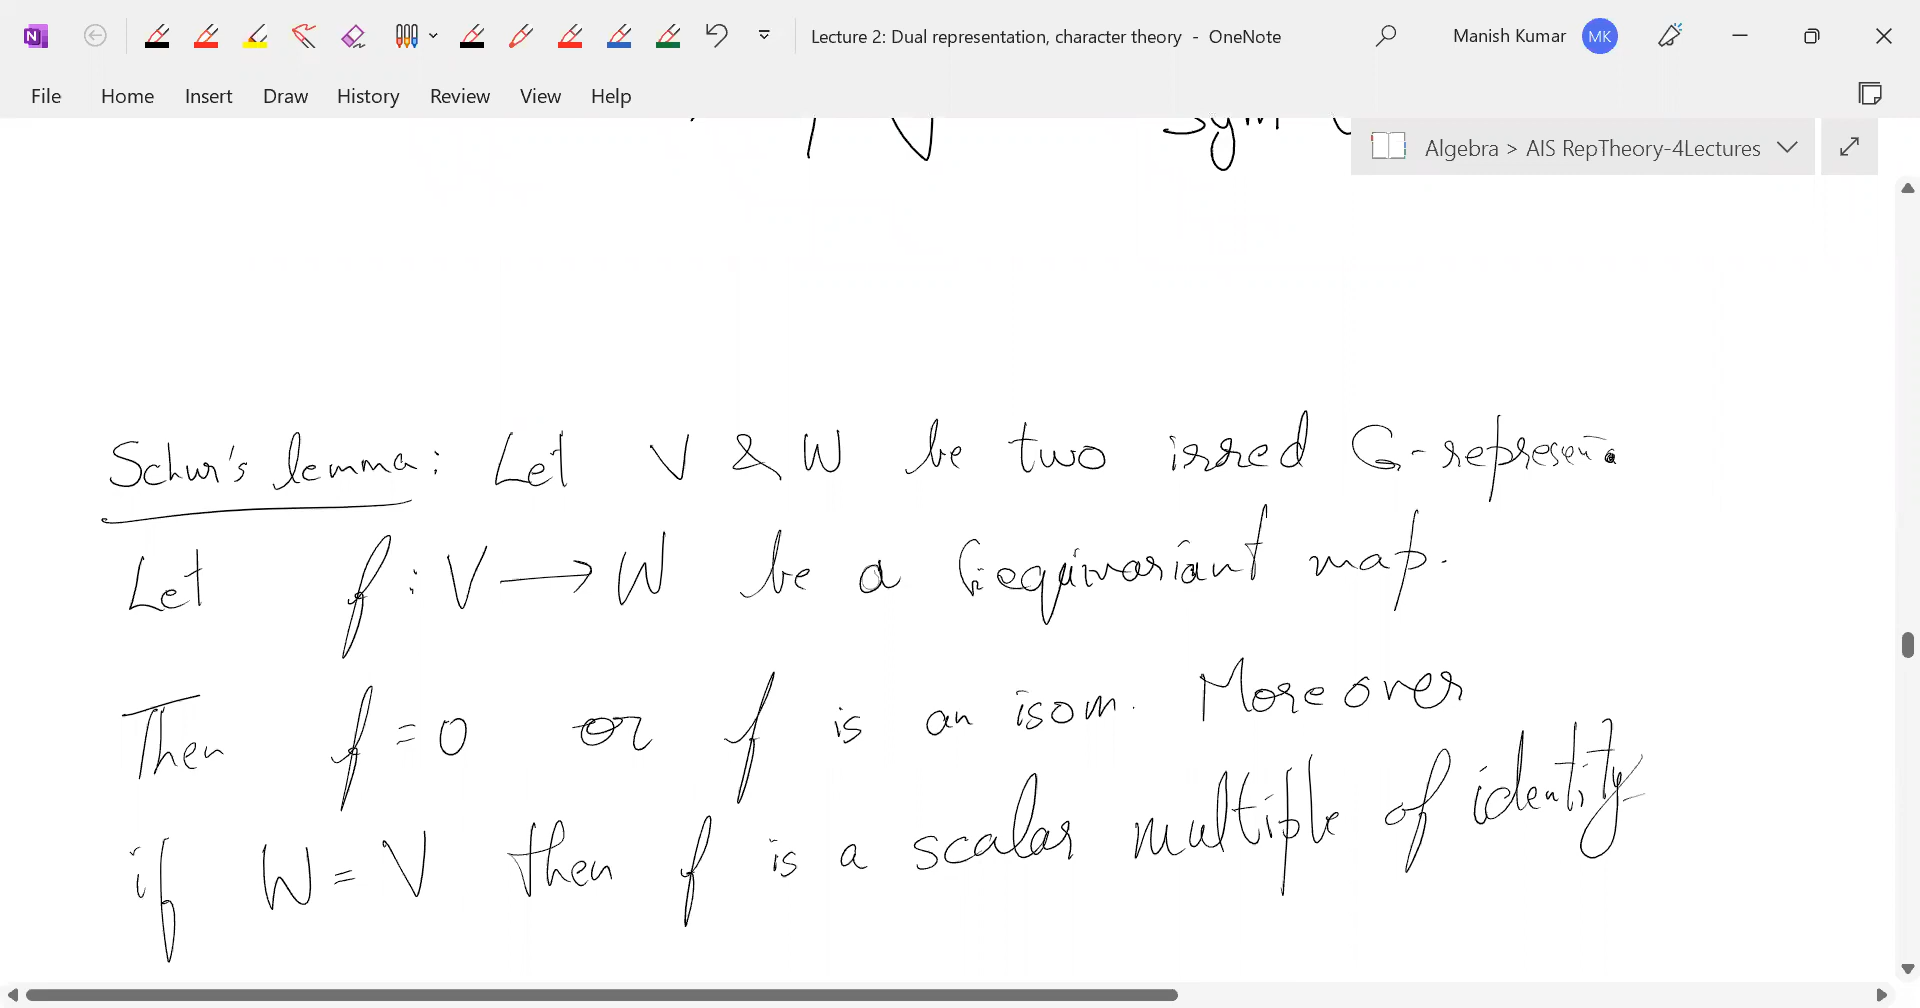 Lecture 2: Dual representation, character theory - OneNote
Manish Kumar
MK
File Home Insert Draw History Review View Help
Sym
Algebra > AIS RepTheory-4Lectures
Schur's lemma: Let V & W be two irred G-represen
Let f: V → W be a G-equivariant map.
Then f = 0 or f is an isom. Moreover
if W = V then f is a scalar multiple of identity